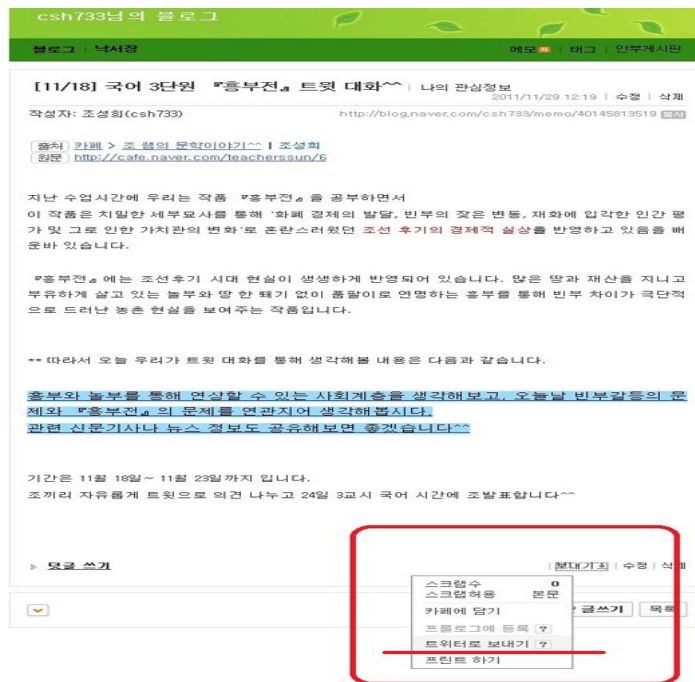 csh733님의 블로그
블로그 | 낙서장
메모 | 태그 | 안부게시판
[11/18] 국어 3단원 『흥부전』 트윗 대화^^ | 나의 관심정보
2011/11/29 12:19 | 수정 | 삭제
작성자: 조성희(csh733)
http://blog.naver.com/csh733/memo/40145813519 복사
출처 카페 > 조 쌤의 문학이야기^^ | 조성희
원문 http://cafe.naver.com/teacherssun/6
지난 수업시간에 우리는 작품 『흥부전』을 공부하면서
이 작품은 치밀한 세부묘사를 통해 '화폐 경제의 발달, 빈부의 잦은 변동, 재화에 입각한 인간 평
가 및 그로 인한 가치관의 변화'로 혼란스러웠던 조선 후기의 경제적 실상을 반영하고 있음을 배
운바 있습니다.
『흥부전』에는 조선후기 시대 현실이 생생하게 반영되어 있습니다. 많은 땅과 재산을 지니고
부유하게 살고 있는 놀부와 땅 한 뙈기 없이 품팔이로 연명하는 흥부를 통해 빈부 차이가 극단적
으로 드러난 농촌 현실을 보여주는 작품입니다.
** 따라서 오늘 우리가 트윗 대화를 통해 생각해볼 내용은 다음과 같습니다.
흥부와 놀부를 통해 연상할 수 있는 사회계층을 생각해보고, 오늘날 빈부갈등의 문
제와 『흥부전』의 문제를 연관지어 생각해봅시다.
관련 신문기사나 뉴스 정보도 공유해보면 좋겠습니다^^
기간은 11월 18일~ 11월 23일까지 입니다.
조끼리 자유롭게 트윗으로 의견 나누고 24일 3교시 국어 시간에 조발표합니다^^
덧글 쓰기
보내기 | 수정 | 삭제
스크랩수 0
스크랩허용 본문
카페에 담기
글쓰기 목록
프롤로그에 등록 ?
트위터로 보내기 ?
프린트 하기